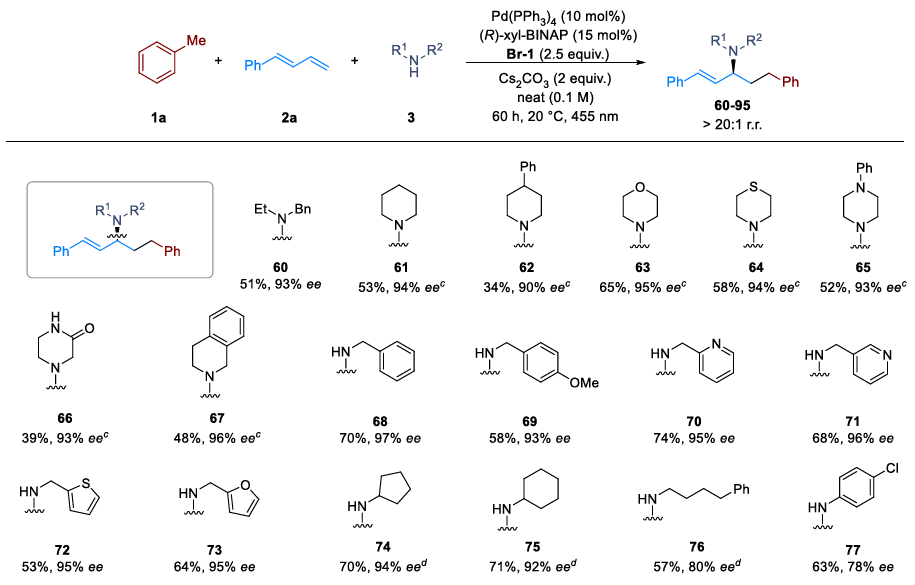 Me
Ph
R¹ R²
N
H
Pd(PPh₃)₄ (10 mol%)
(R)-xyl-BINAP (15 mol%)
Br-1 (2.5 equiv.)
Cs₂CO₃ (2 equiv.)
neat (0.1 M)
60 h, 20 °C, 455 nm
R¹ R²
N
Ph Ph
+ +
1a 2a 3 60-95
> 20:1 r.r.
R¹ R²
N
Ph Ph
Et Bn
N
N
Ph
N
O
N
S
N
Ph
N
N
60 61 62 63 64 65
51%, 93% ee 53%, 94% eeᶜ 34%, 90% eeᶜ 65%, 95% eeᶜ 58%, 94% eeᶜ 52%, 93% eeᶜ
H
N
O
N
N
HN
HN
OMe
HN
N
HN
N
66 67 68 69 70 71
39%, 93% eeᶜ 48%, 96% eeᶜ 70%, 97% ee 58%, 93% ee 74%, 95% ee 68%, 96% ee
HN
S
HN
O
HN
HN
HN
Ph
HN
Cl
72 73 74 75 76 77
53%, 95% ee 64%, 95% ee 70%, 94% eeᵈ 71%, 92% eeᵈ 57%, 80% eeᵈ 63%, 78% ee